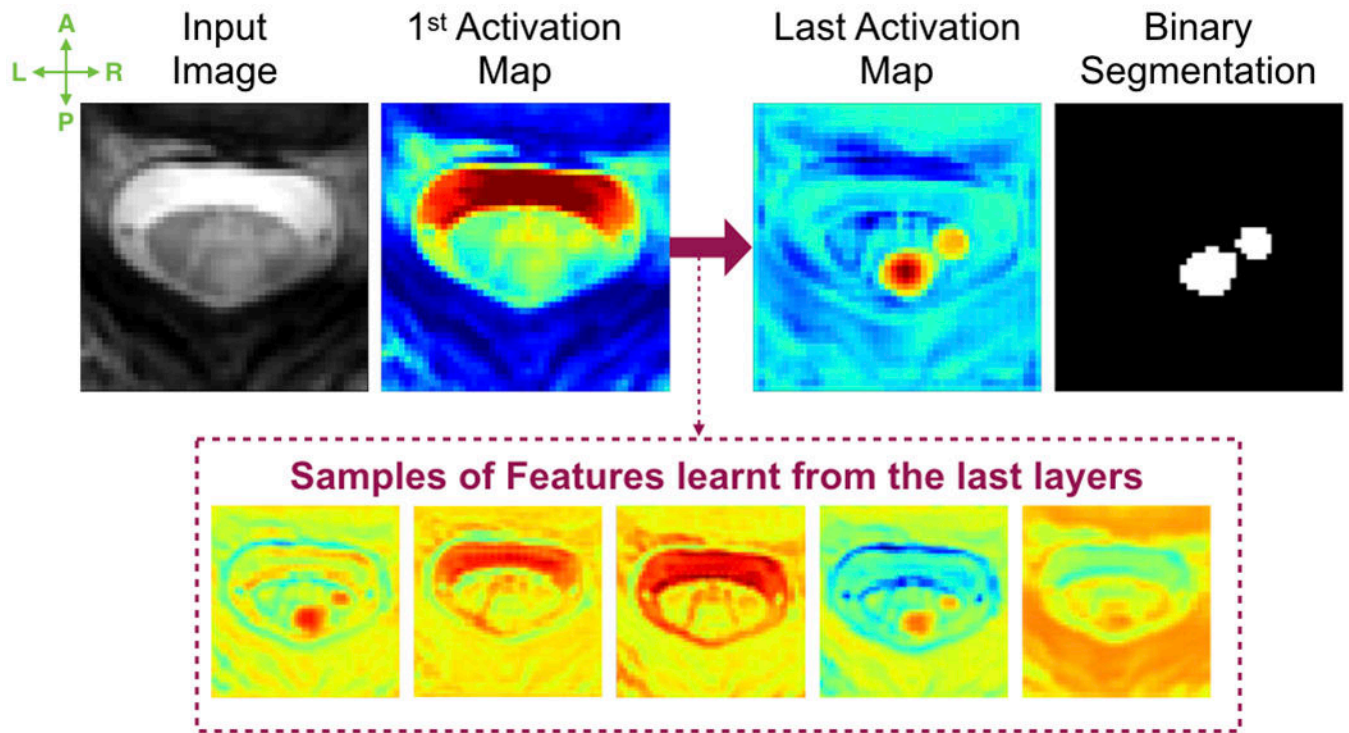 A
L R
P
Input
Image
1st Activation
Map
Last Activation
Map
Binary
Segmentation
Samples of Features learnt from the last layers